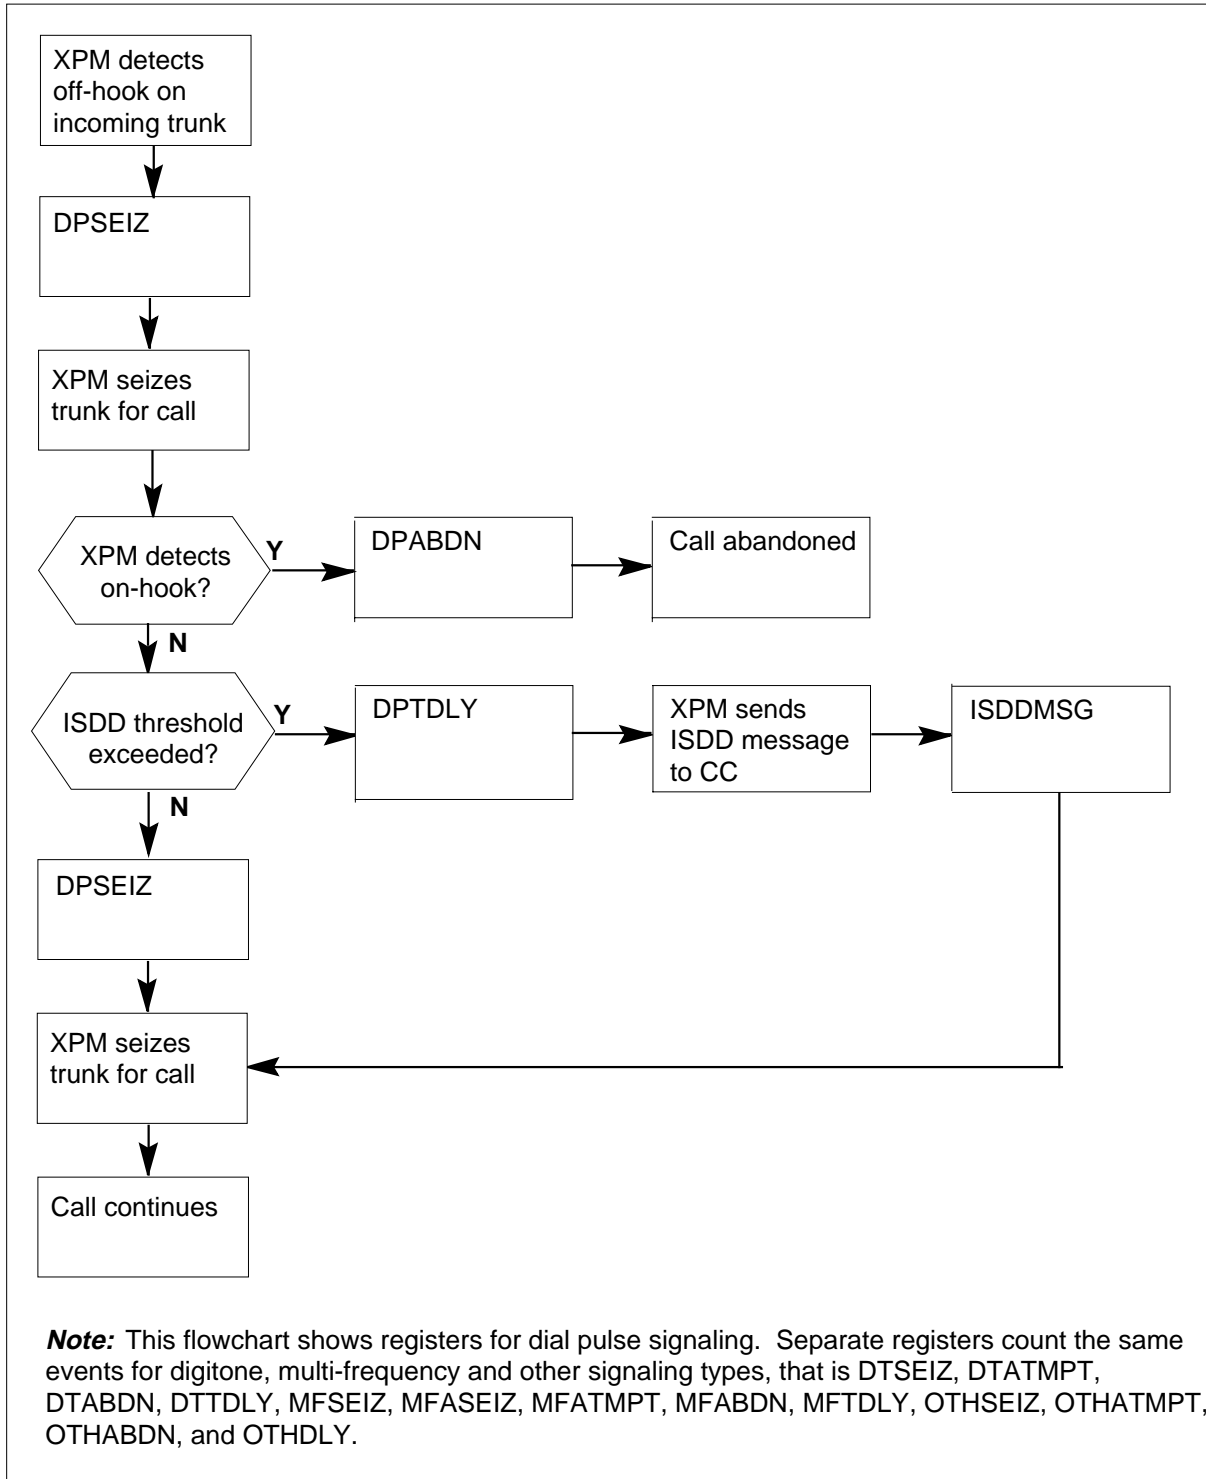 XPM detects
off-hook on
incoming trunk
DPSEIZ
XPM seizes
trunk for call
XPM detects
on-hook?
Y
DPABDN
Call abandoned
N
ISDD threshold
exceeded?
Y
DPTDLY
XPM sends
ISDD message
to CC
ISDDMSG
N
DPSEIZ
XPM seizes
trunk for call
Call continues
Note: This flowchart shows registers for dial pulse signaling. Separate registers count the same
events for digitone, multi-frequency and other signaling types, that is DTSEIZ, DTATMPT,
DTABDN, DTTDLY, MFSEIZ, MFASEIZ, MFATMPT, MFABDN, MFTDLY, OTHSEIZ, OTHATMPT,
OTHABDN, and OTHDLY.